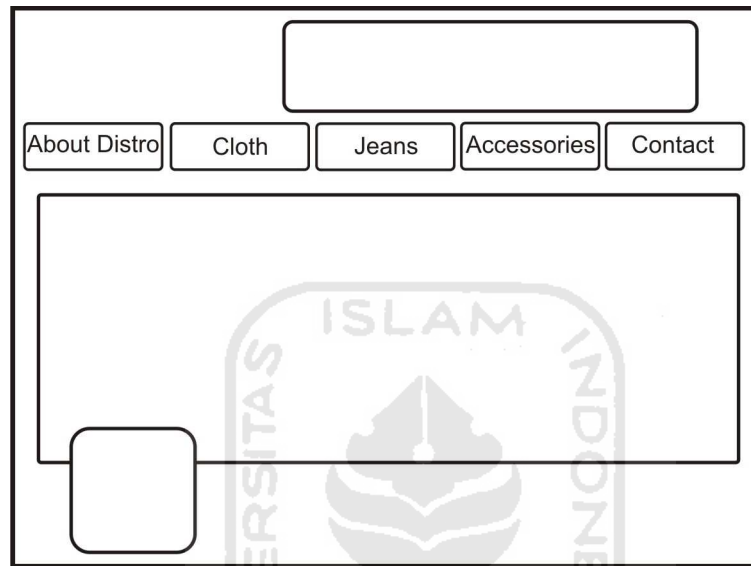 About Distro
Cloth
Jeans
Accessories
Contact
ISLAM